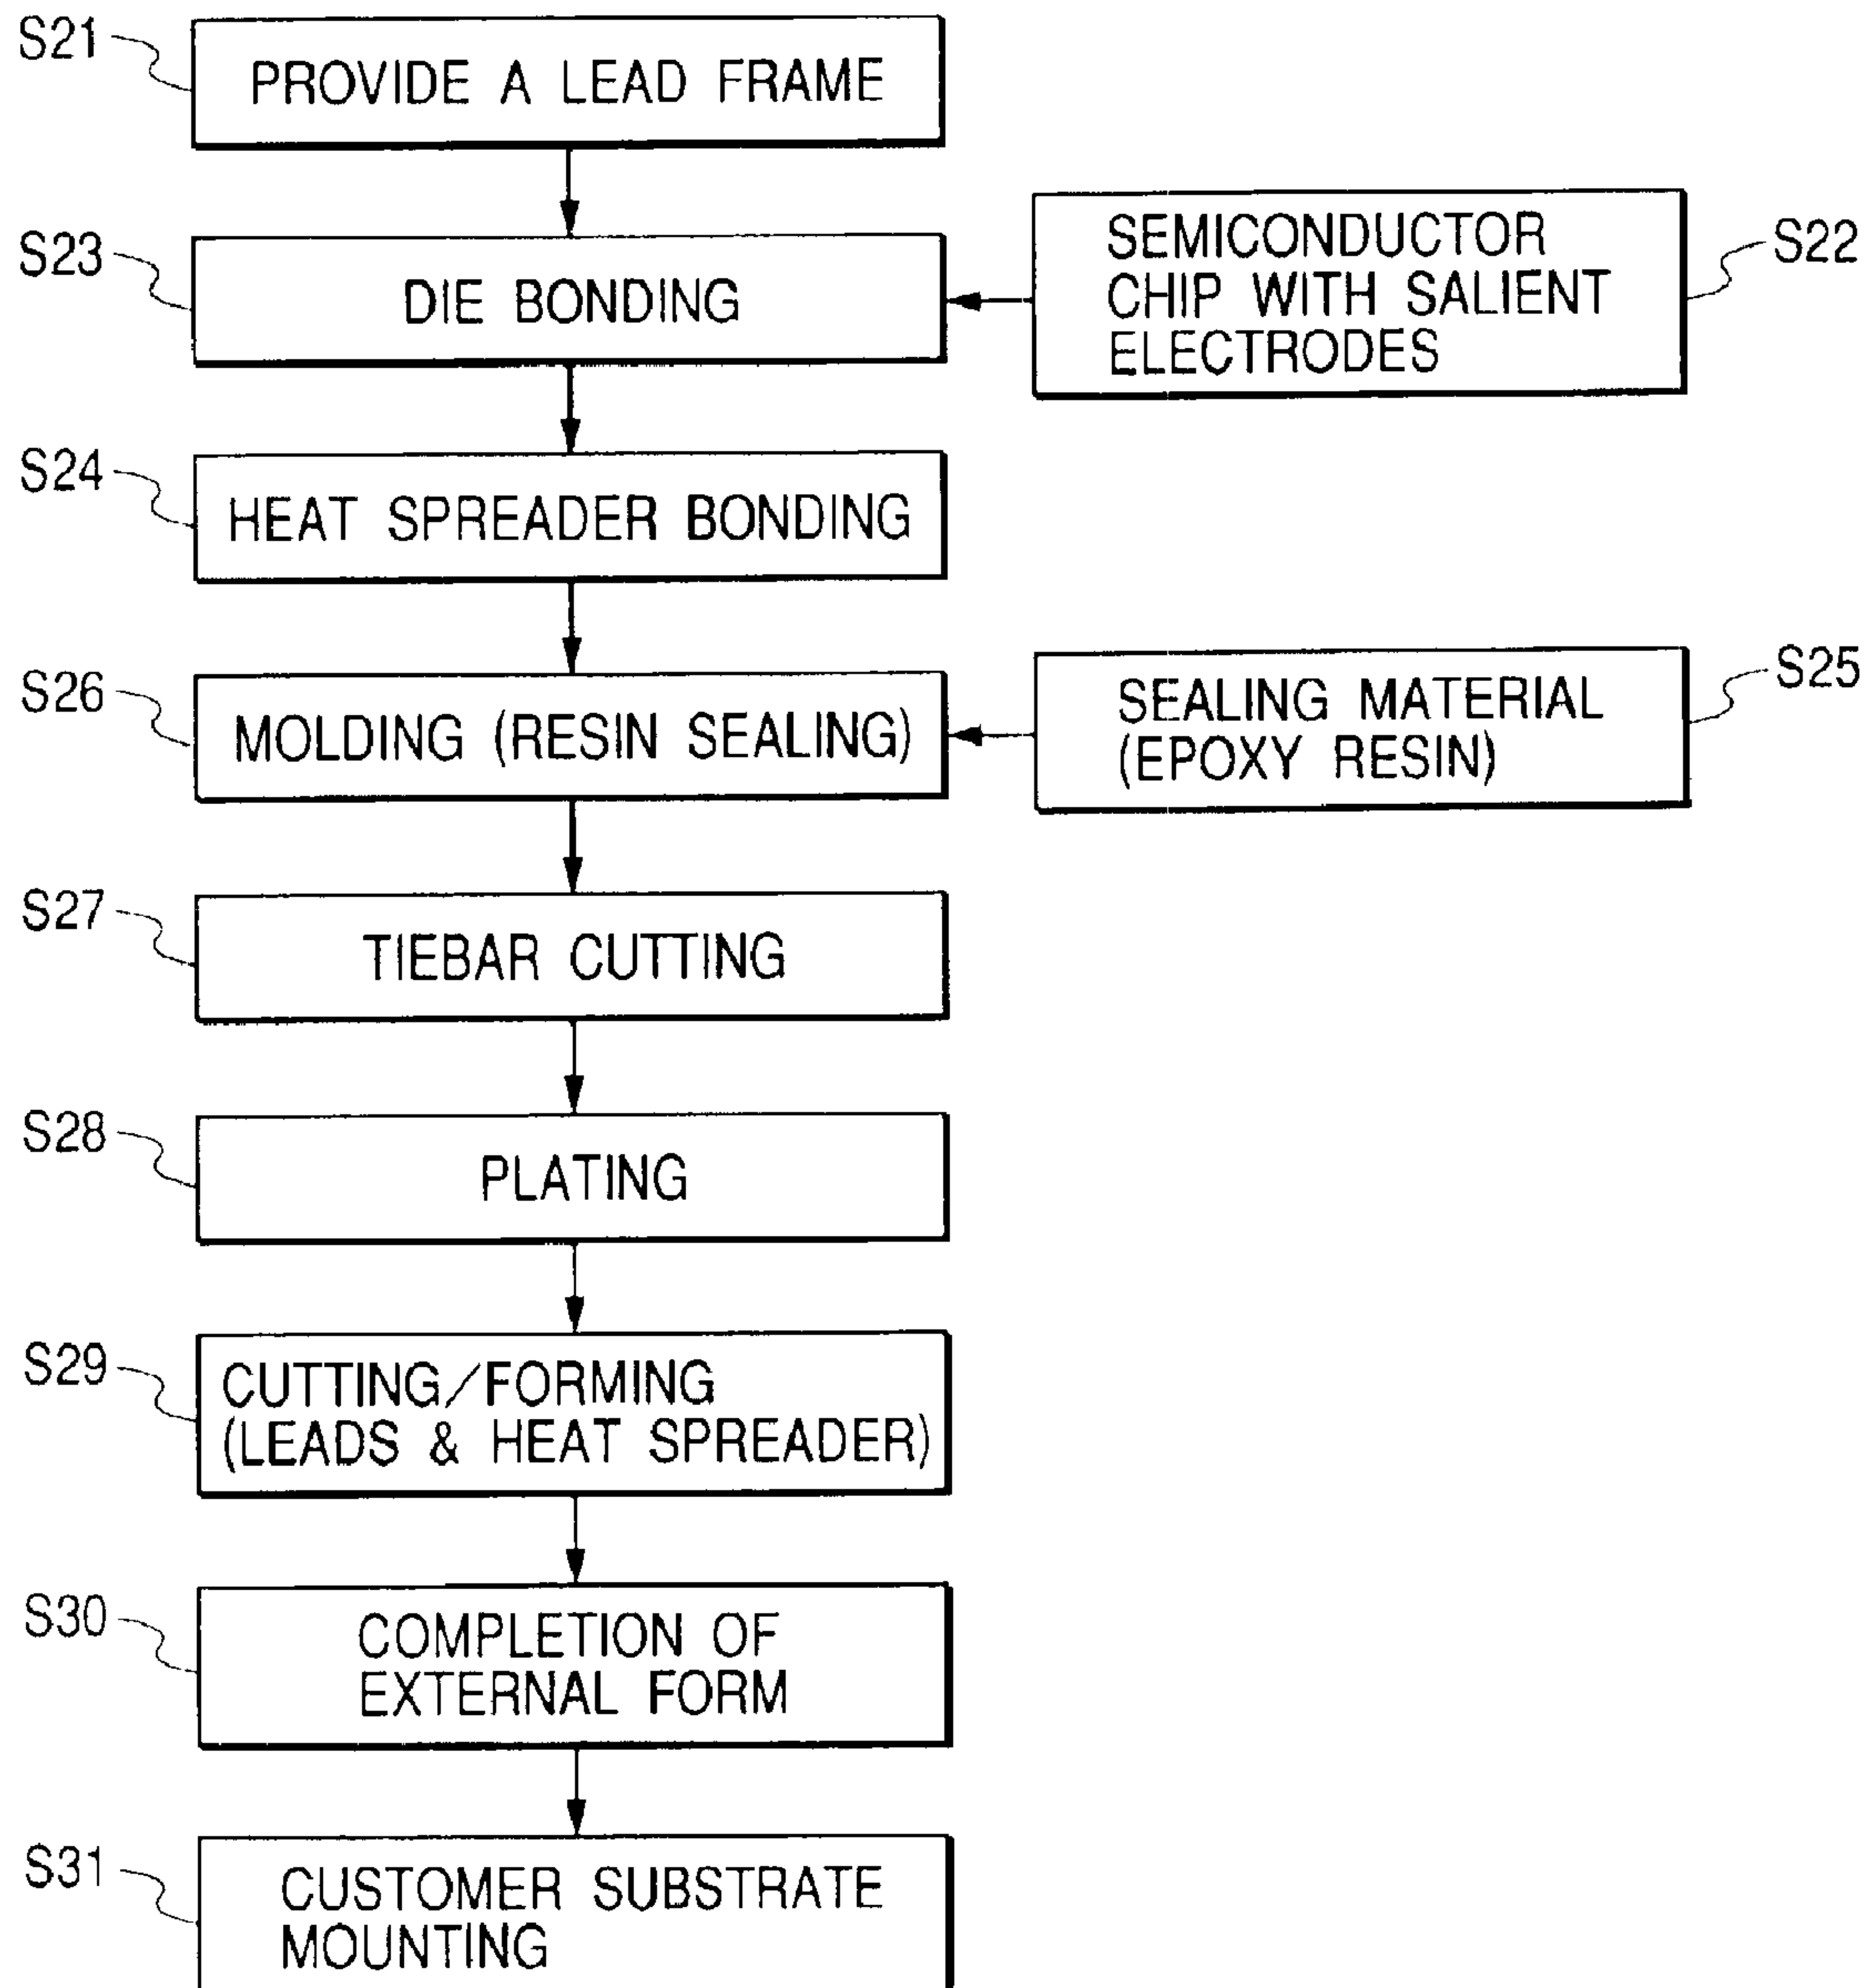 S21
PROVIDE A LEAD FRAME
S23
DIE BONDING
SEMICONDUCTOR
CHIP WITH SALIENT
ELECTRODES
S22
S24
HEAT SPREADER BONDING
S26
MOLDING (RESIN SEALING)
SEALING MATERIAL
(EPOXY RESIN)
S25
S27
TIEBAR CUTTING
S28
PLATING
S29
CUTTING/FORMING
(LEADS & HEAT SPREADER)
S30
COMPLETION OF
EXTERNAL FORM
S31
CUSTOMER SUBSTRATE
MOUNTING